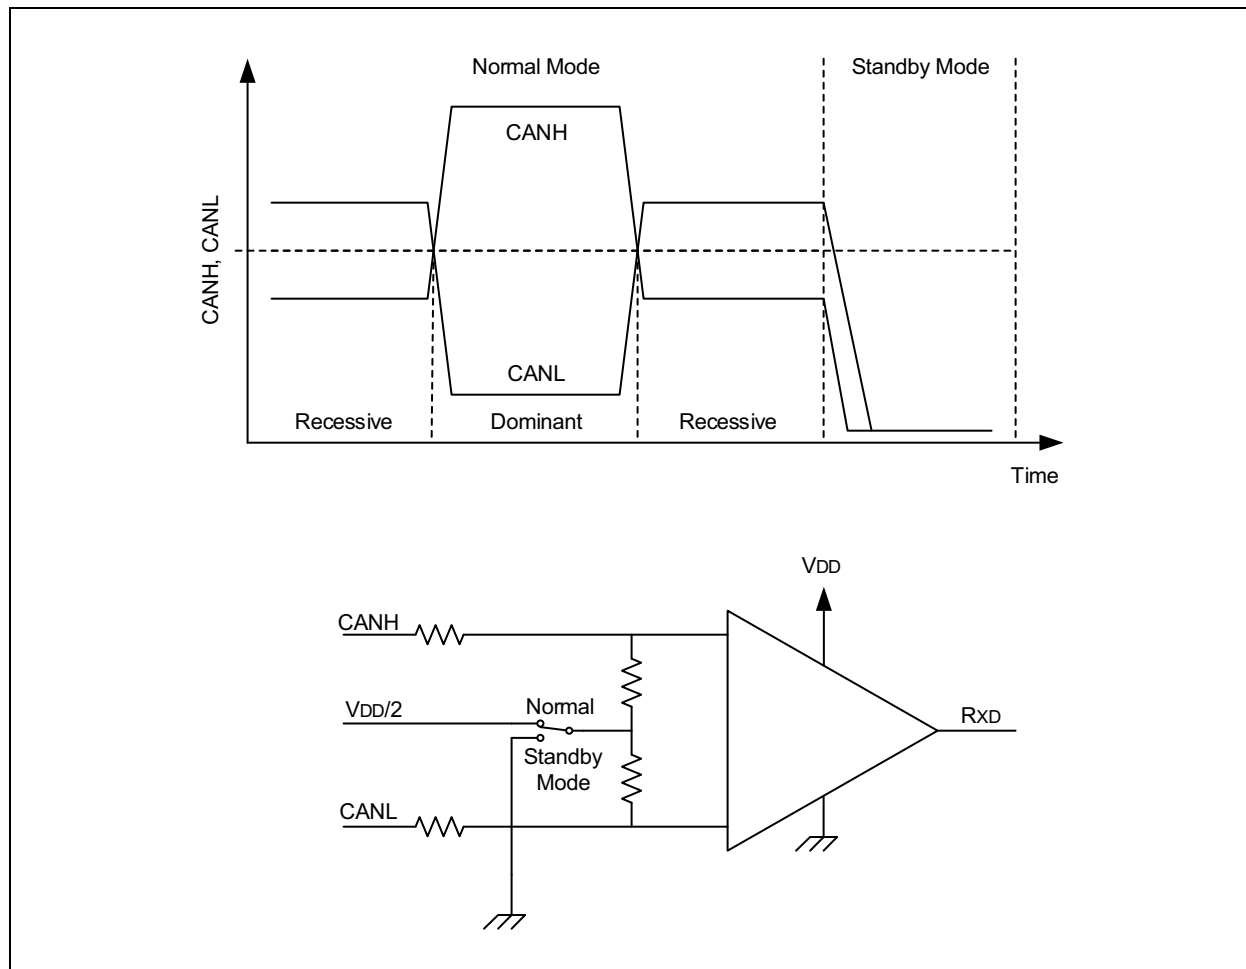 Normal Mode
Standby Mode
CANH
CANH, CANL
CANL
Recessive
Dominant
Recessive
Time
VDD
CANH
Normal
VDD/2
RXD
Standby
Mode
CANL